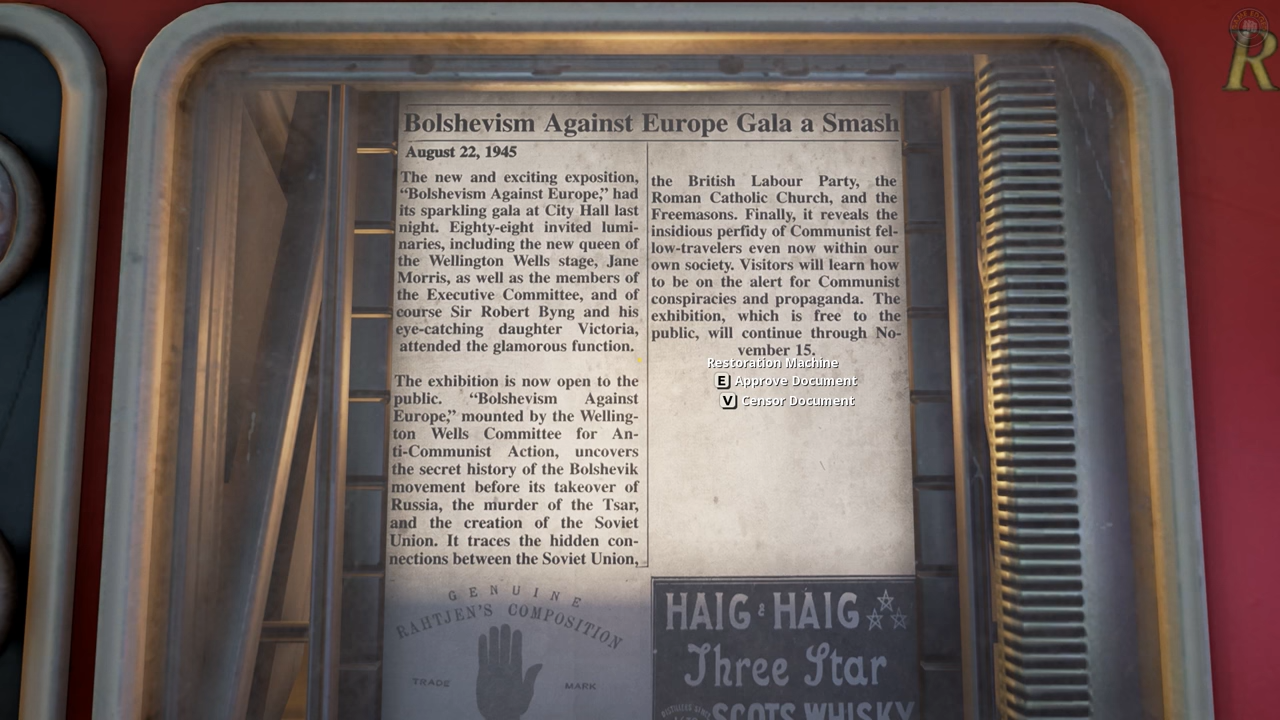 Bolshevism Against Europe Gala a Smash
August 22, 1945
The new and exciting exposition,
“Bolshevism Against Europe,” had
its sparkling gala at City Hall last
night. Eighty-eight invited lumi-
naries, including the new queen of
the Wellington Wells stage, Jane
Morris, as well as the members of
the Executive Committee, and of
course Sir Robert Byng and his
eye-catching daughter Victoria,
attended the glamorous function.
The exhibition is now open to the
public. “Bolshevism Against
Europe,” mounted by the Welling-
ton Wells Committee for An-
ti-Communist Action, uncovers
the secret history of the Bolshevik
movement before its takeover of
Russia, the murder of the Tsar,
and the creation of the Soviet
Union. It traces the hidden con-
nections between the Soviet Union,
the British Labour Party, the
Roman Catholic Church, and the
Freemasons. Finally, it reveals the
insidious perfidy of Communist fel-
low-travelers even now within our
own society. Visitors will learn how
to be on the alert for Communist
conspiracies and propaganda. The
exhibition, which is free to the
public, will continue through No-
vember 15.
Restoration Machine
E Approve Document
V Censor Document
GENUINE
RAHTJEN'S COMPOSITION
TRADE MARK
HAIG & HAIG
Three Star
SCOTS WHISKY
R